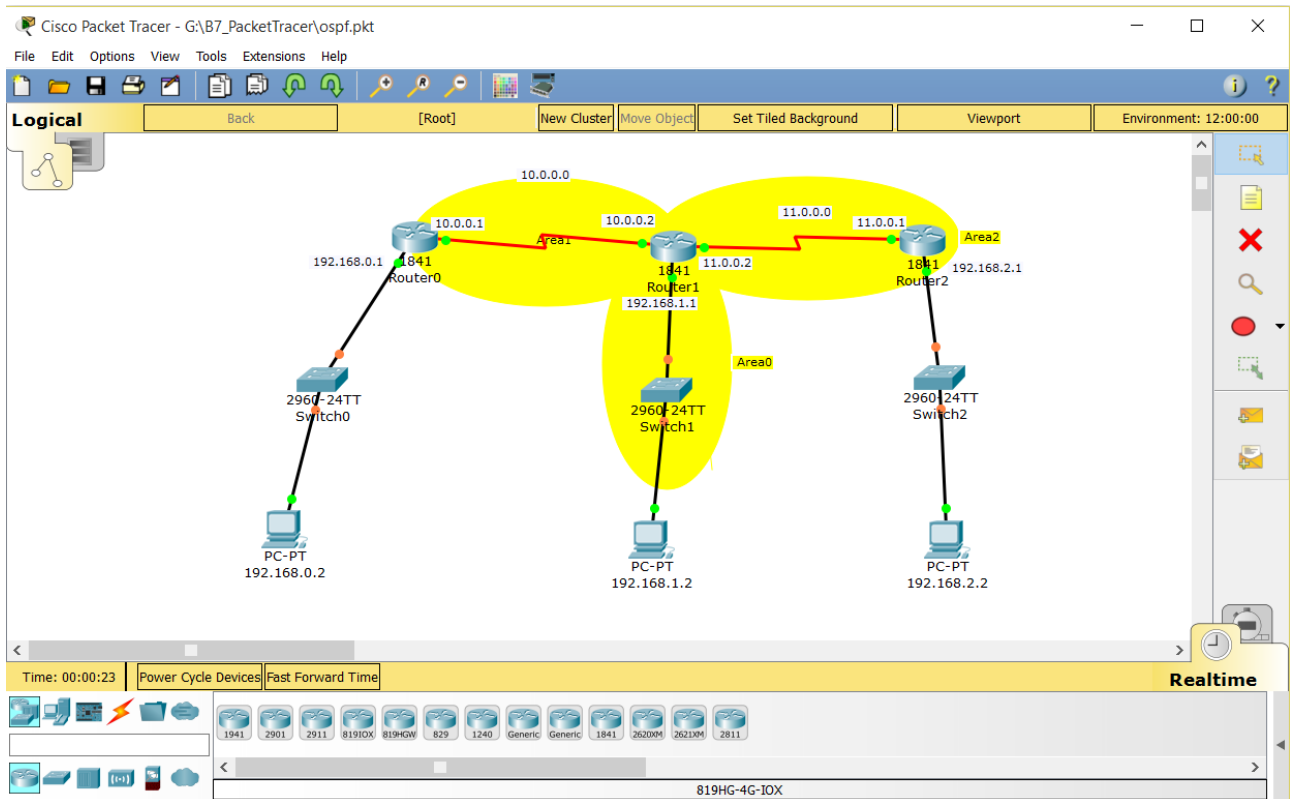 Cisco Packet Tracer - G:\B7_PacketTracer\ospf.pkt
File Edit Options View Tools Extensions Help
Logical Back [Root] New Cluster Move Object Set Tiled Background Viewport Environment: 12:00:00
10.0.0.0
10.0.0.1 10.0.0.2 11.0.0.0 11.0.0.1
Area1 Area2
192.168.0.1 1841 1841 11.0.0.2 1841 192.168.2.1
Router0 Router1 Router2
192.168.1.1
Area0
2960-24TT 2960-24TT 2960-24TT
Switch0 Switch1 Switch2
PC-PT PC-PT PC-PT
192.168.0.2 192.168.1.2 192.168.2.2
Time: 00:00:23 Power Cycle Devices Fast Forward Time Realtime
1941 2901 2911 819IOX 819HGW 829 1240 Generic Generic 1841 2620XM 2621XM 2811
819HG-4G-IOX